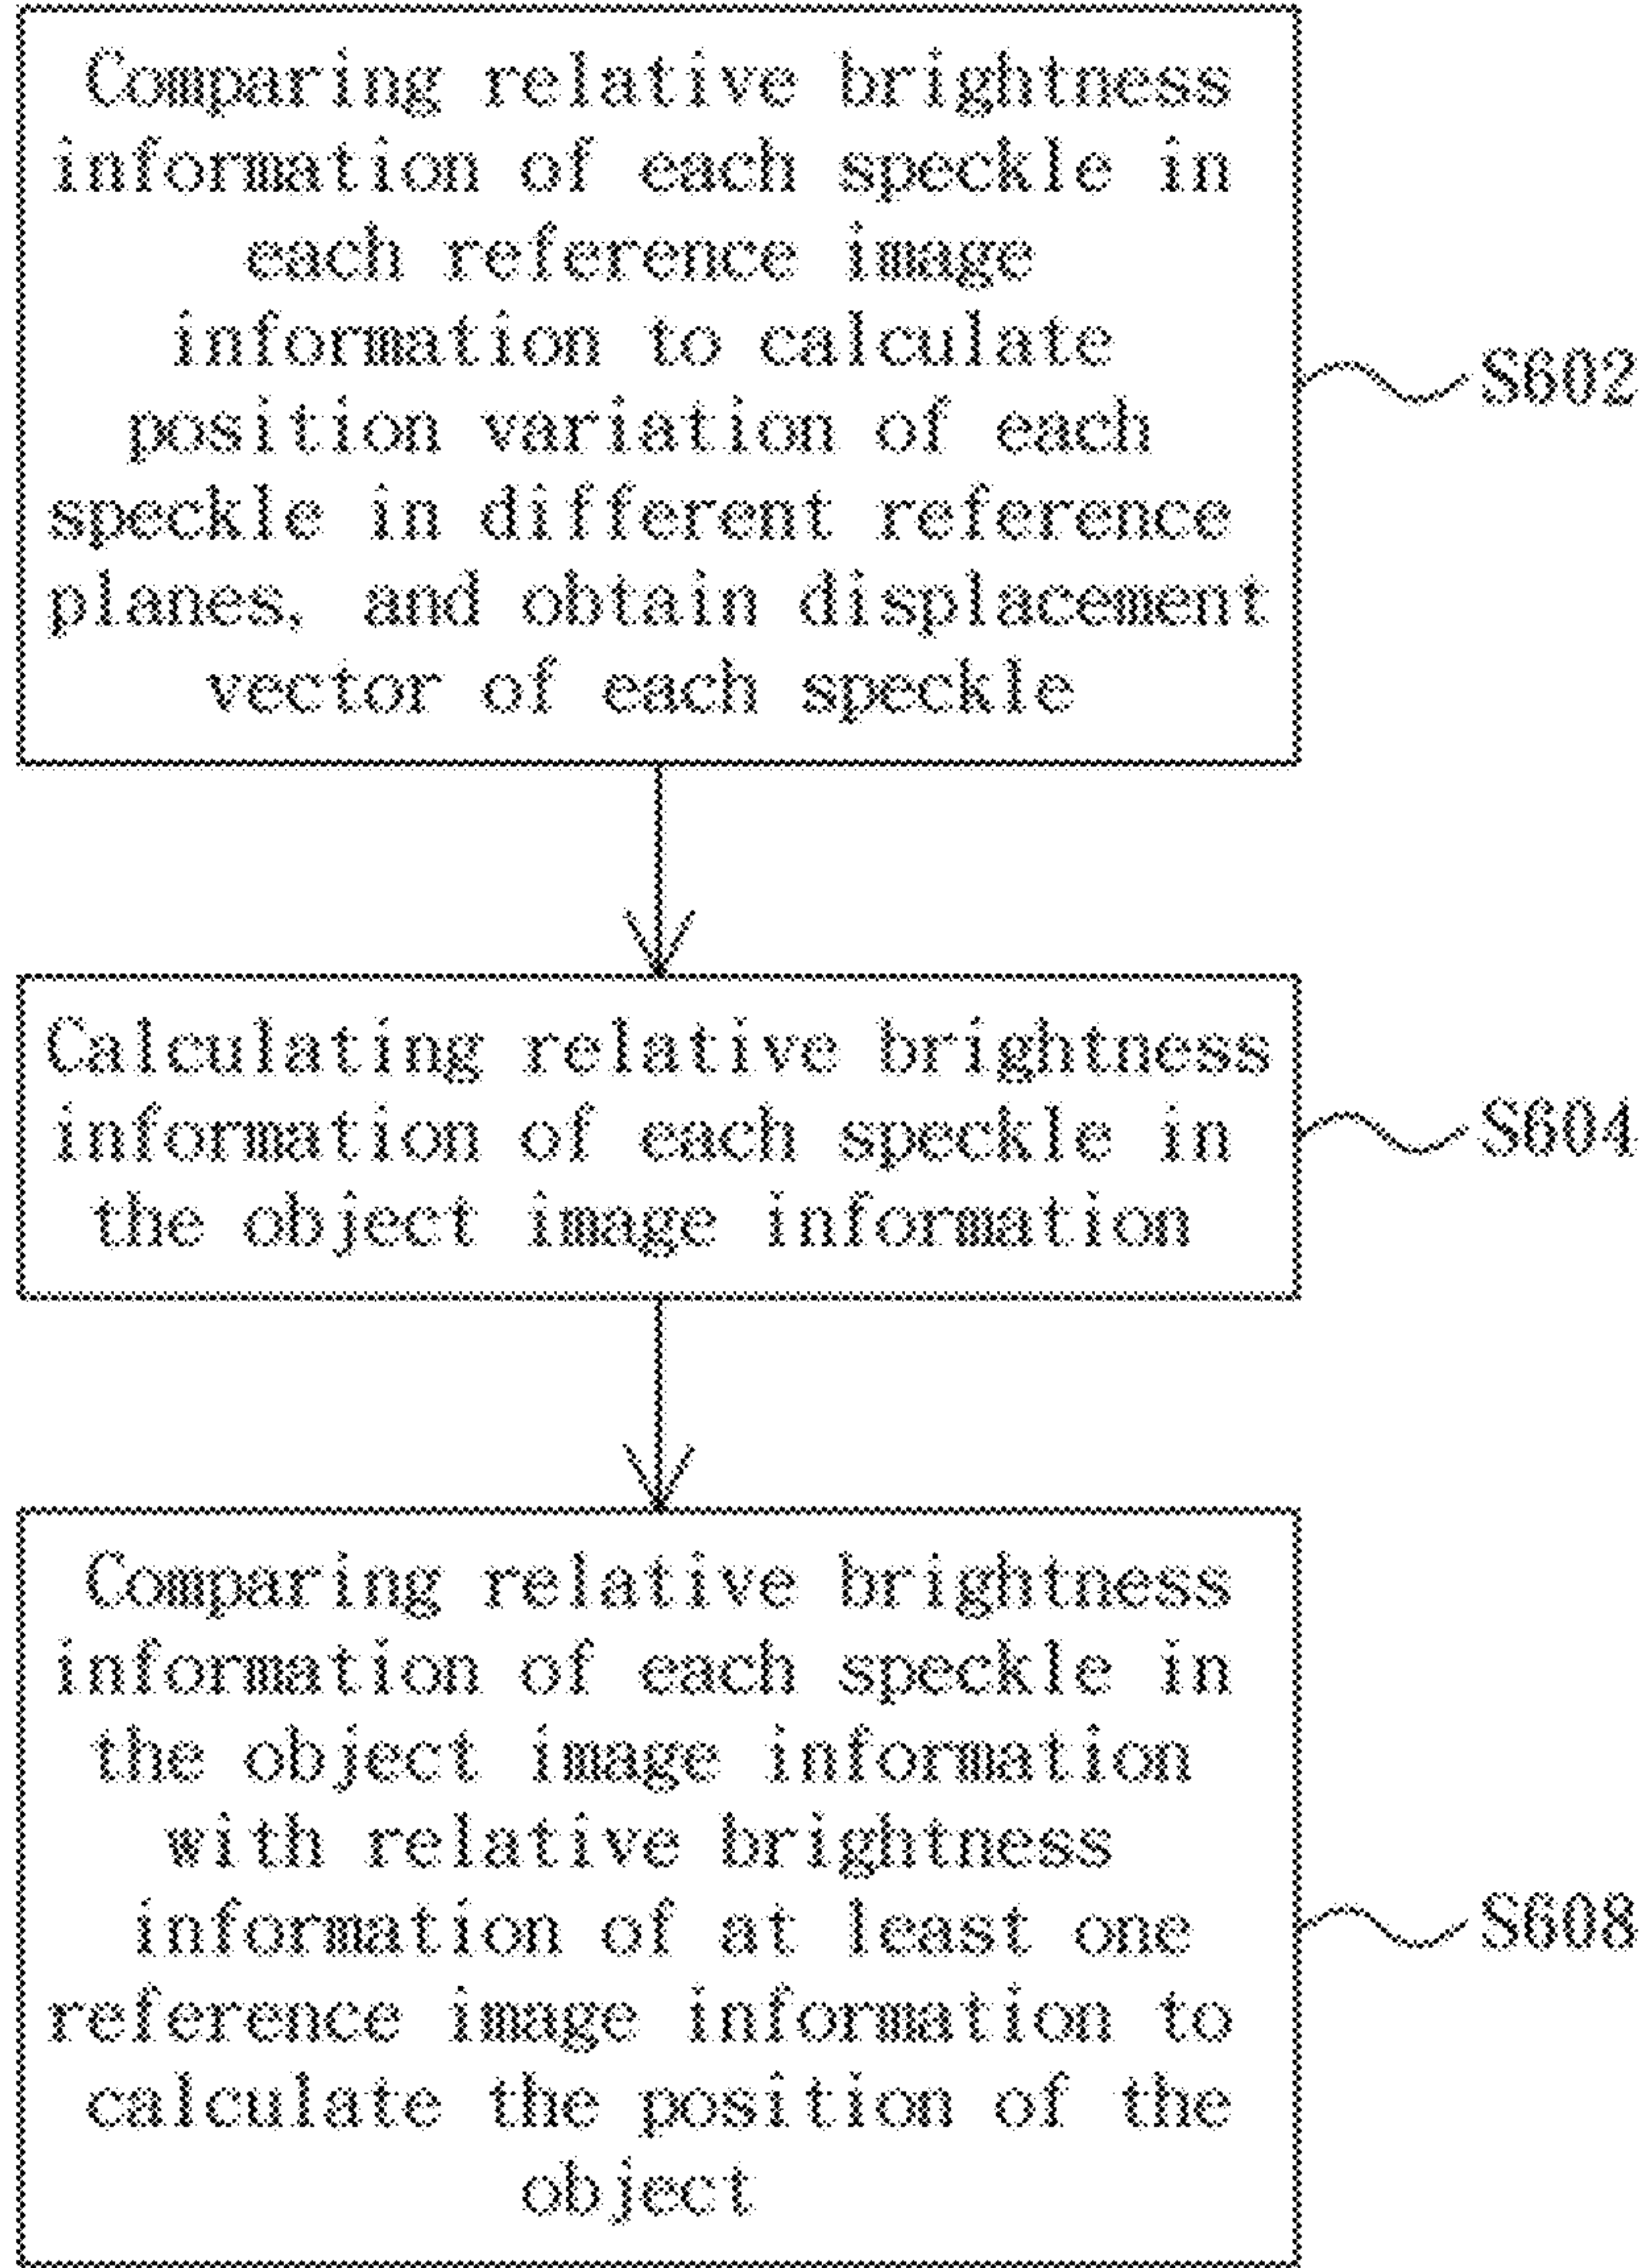 Comparing relative brightness
information of each speckle in
each reference image
information to calculate
position variation of each
speckle in different reference
planes, and obtain displacement
vector of each speckle
S602
Calculating relative brightness
information of each speckle in
the object image information
S604
Comparing relative brightness
information of each speckle in
the object image information
with relative brightness
information of at least one
reference image information to
calculate the position of the
object
S608